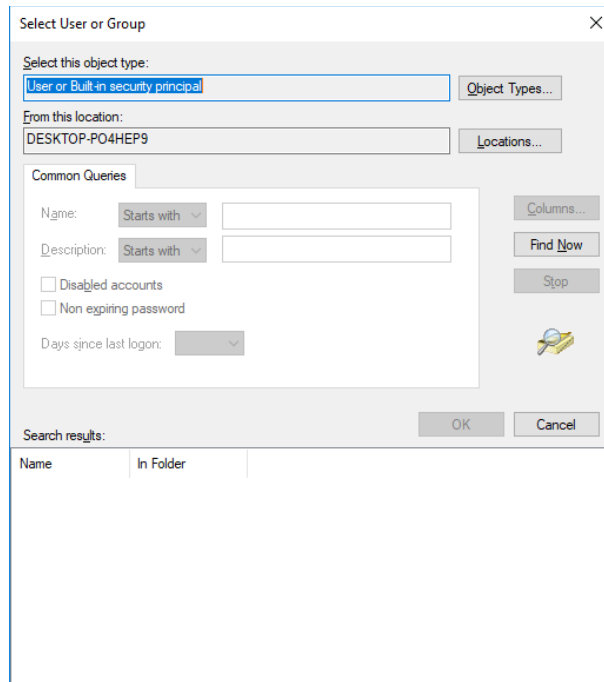 Select User or Group
Select this object type:
User or Built-in security principal
Object Types...
From this location:
DESKTOP-PO4HEP9
Locations...
Common Queries
Name: Starts with
Columns...
Description: Starts with
Find Now
Disabled accounts
Stop
Non expiring password
Days since last logon:
OK Cancel
Search results:
Name In Folder